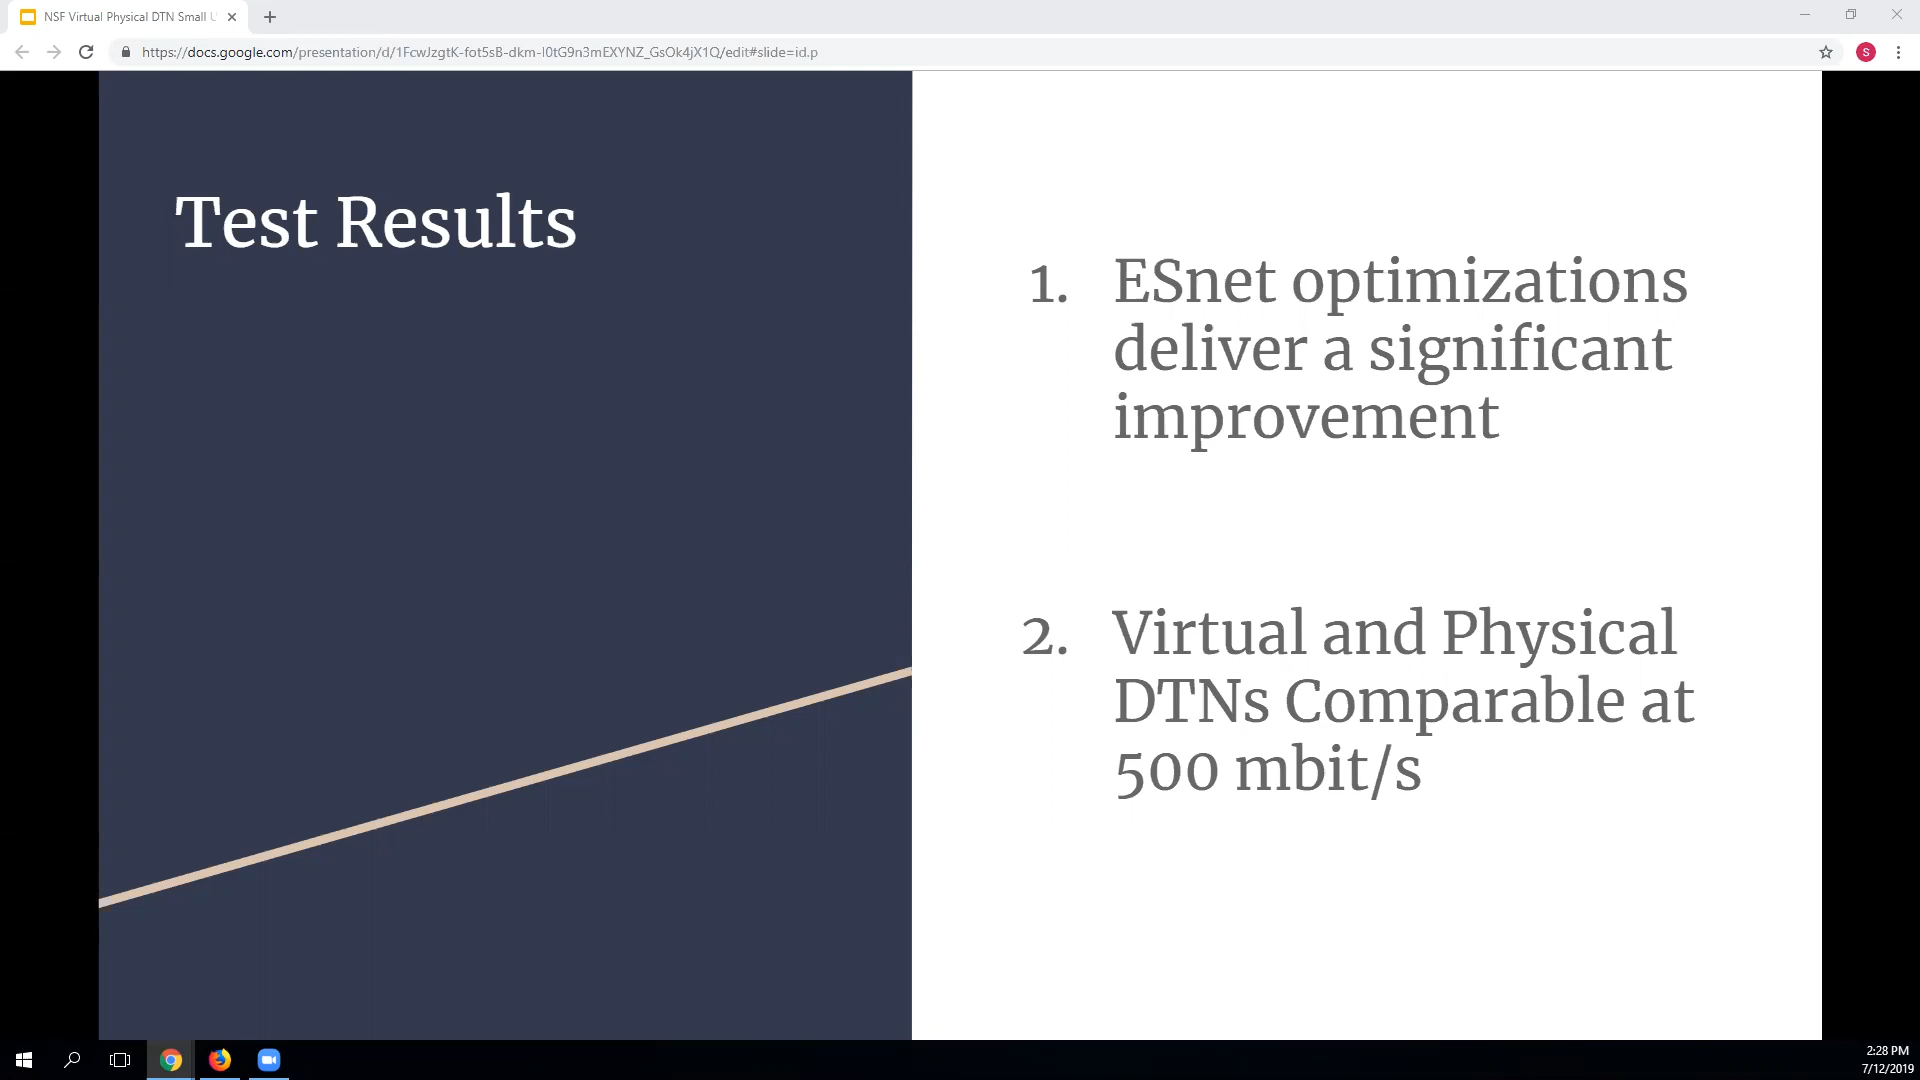 NSF Virtual Physical DTN Small
https://docs.google.com/presentation/d/1FcwJzgtK-fot5sB-dkm-I0tG9n3mEXYNZ_GsOk4jX1Q/edit#slide=id.p
S
Test Results
1. ESnet optimizations
deliver a significant
improvement
2. Virtual and Physical
DTNs Comparable at
500 mbit/s
2:28 PM
7/12/2019